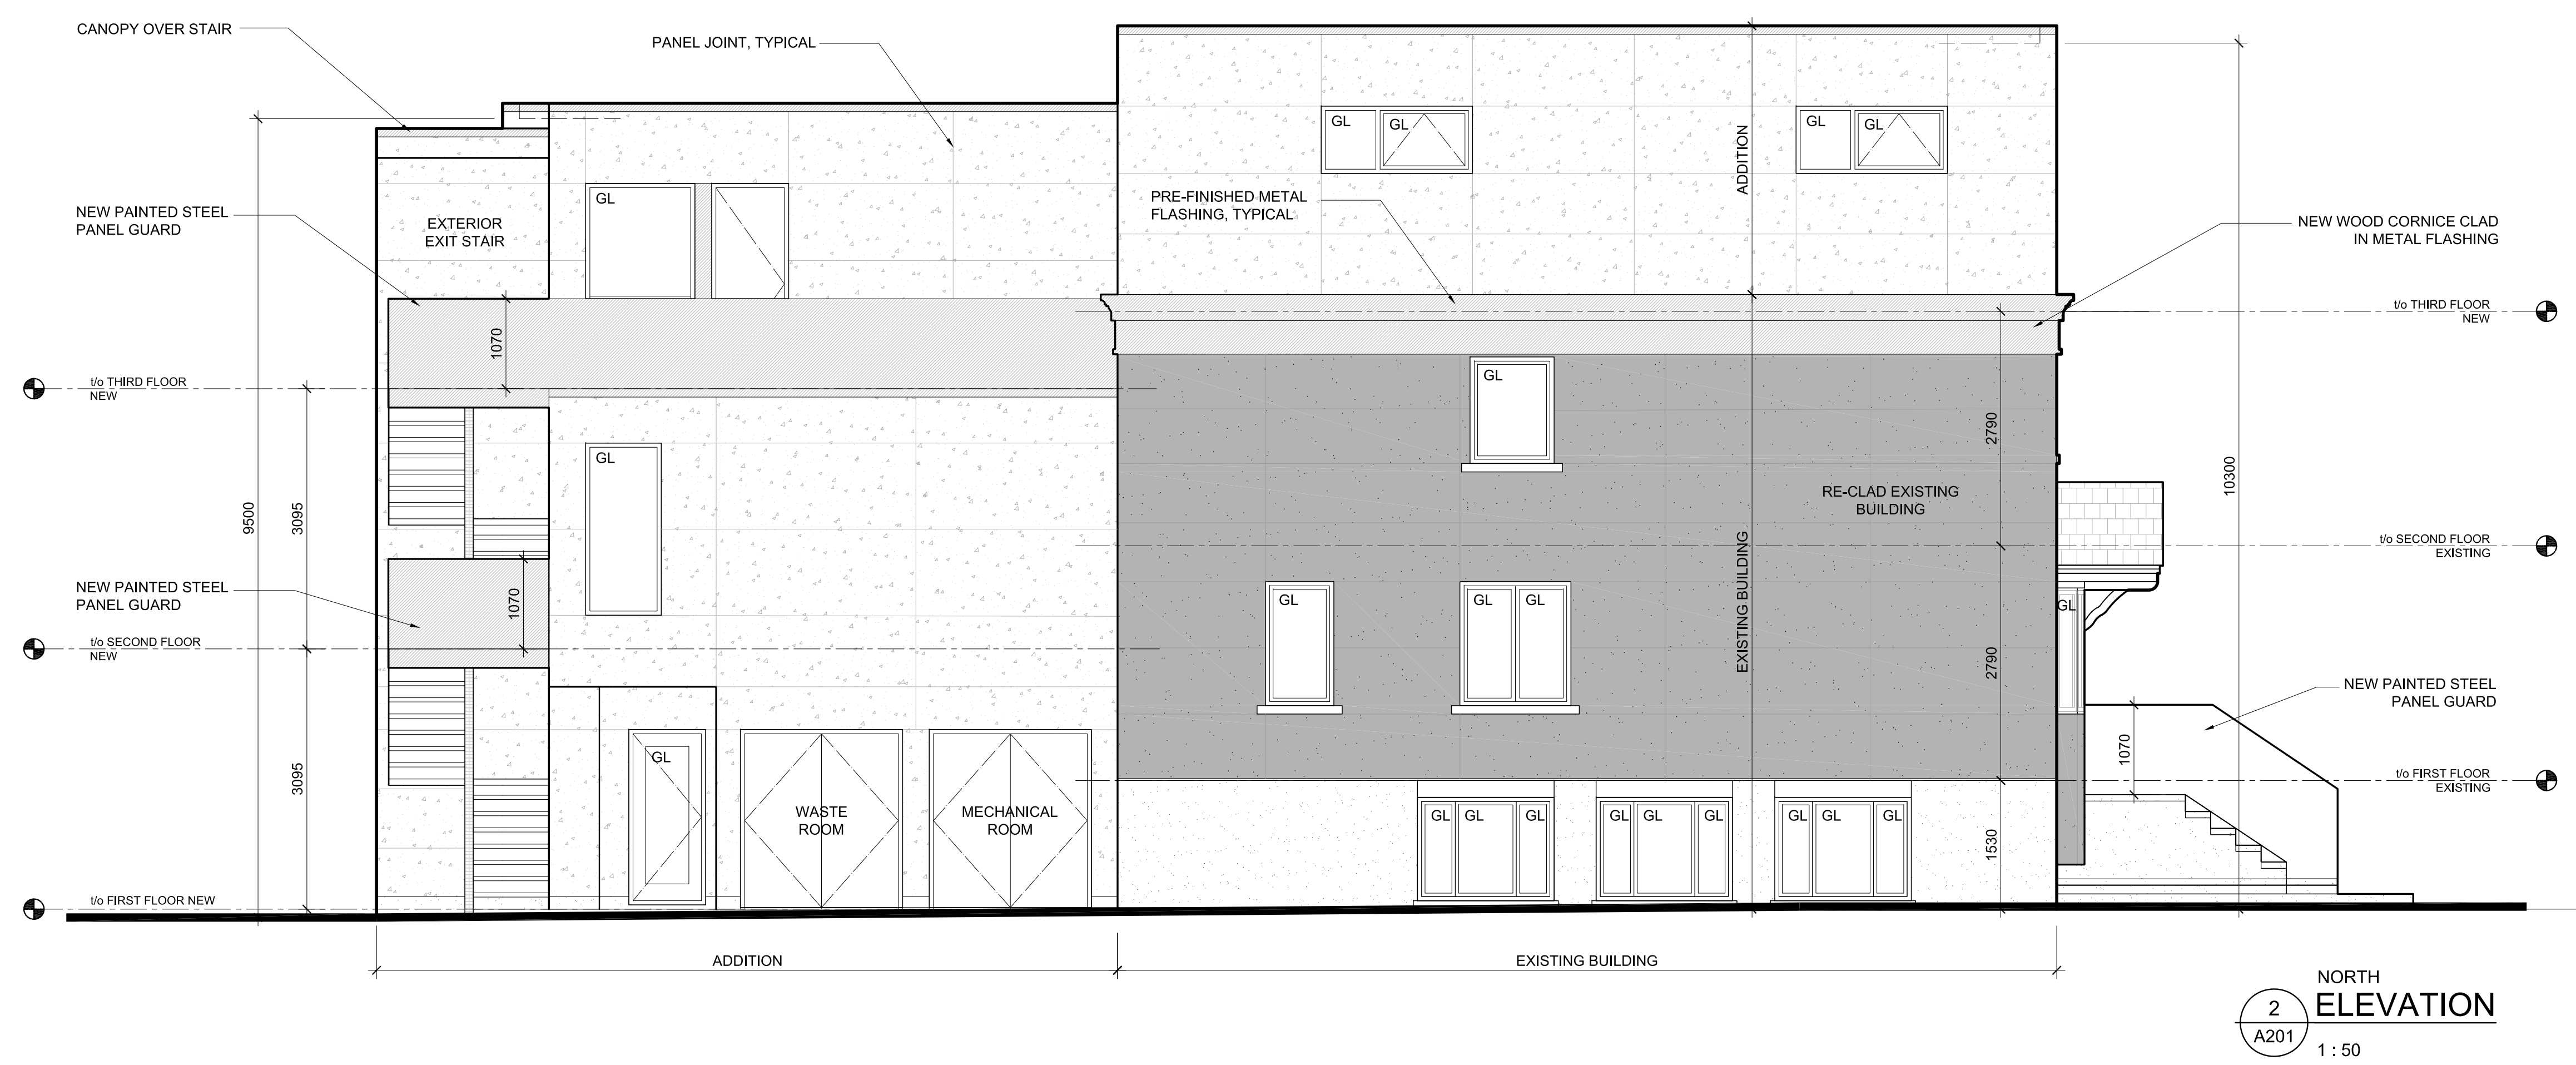 CANOPY OVER STAIR
PANEL JOINT, TYPICAL
GL
GL
GL
GL
ADDITION
NEW PAINTED STEEL
PANEL GUARD
EXTERIOR
EXIT STAIR
GL
PRE-FINISHED METAL
FLASHING, TYPICAL
NEW WOOD CORNICE CLAD
IN METAL FLASHING
t/o THIRD FLOOR
NEW
1070
t/o THIRD FLOOR
NEW
GL
2790
GL
9500
3095
RE-CLAD EXISTING
BUILDING
10300
t/o SECOND FLOOR
EXISTING
NEW PAINTED STEEL
PANEL GUARD
1070
GL
GL
GL
EXISTING BUILDING
GL
t/o SECOND FLOOR
NEW
2790
NEW PAINTED STEEL
PANEL GUARD
1070
GL
3095
t/o FIRST FLOOR
EXISTING
WASTE
ROOM
MECHANICAL
ROOM
GL
GL
GL
GL
GL
GL
GL
GL
GL
1530
t/o FIRST FLOOR NEW
ADDITION
EXISTING BUILDING
NORTH
2
ELEVATION
A201
1 : 50